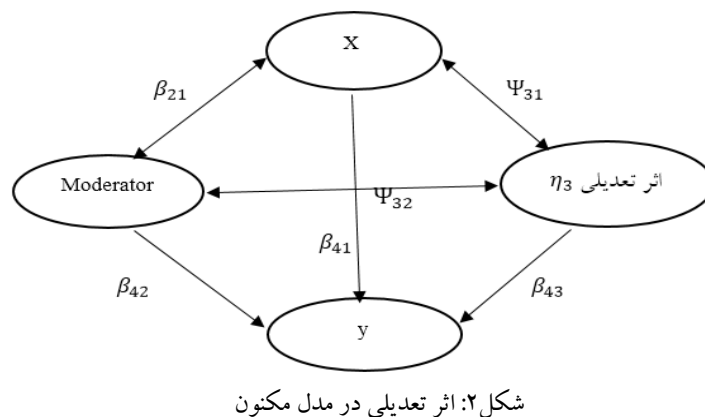 X
β21
Ψ31
Moderator
η3 اثر تعدیلی
Ψ32
β41
β42
β43
y
شکل۲: اثر تعدیلی در مدل مکنون